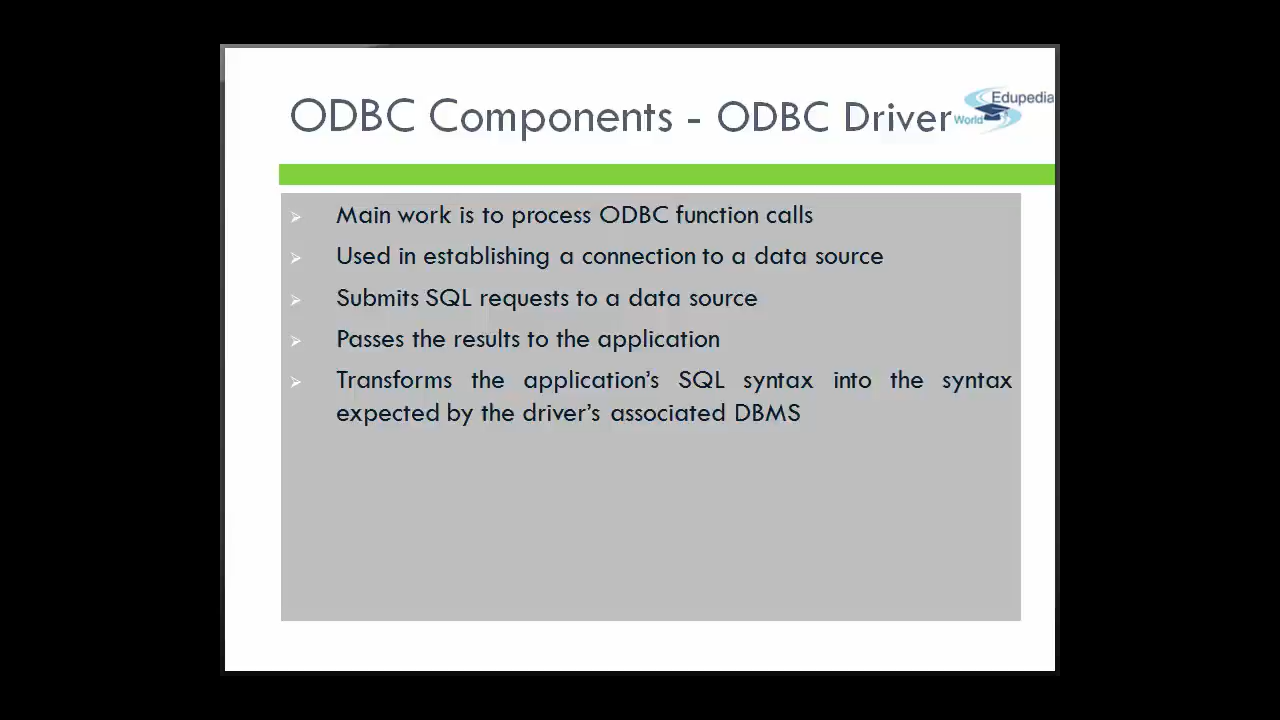 ODBC Components - ODBC Driver
Edupedia
World
Main work is to process ODBC function calls
Used in establishing a connection to a data source
Submits SQL requests to a data source
Passes the results to the application
Transforms the application's SQL syntax into the syntax
expected by the driver's associated DBMS